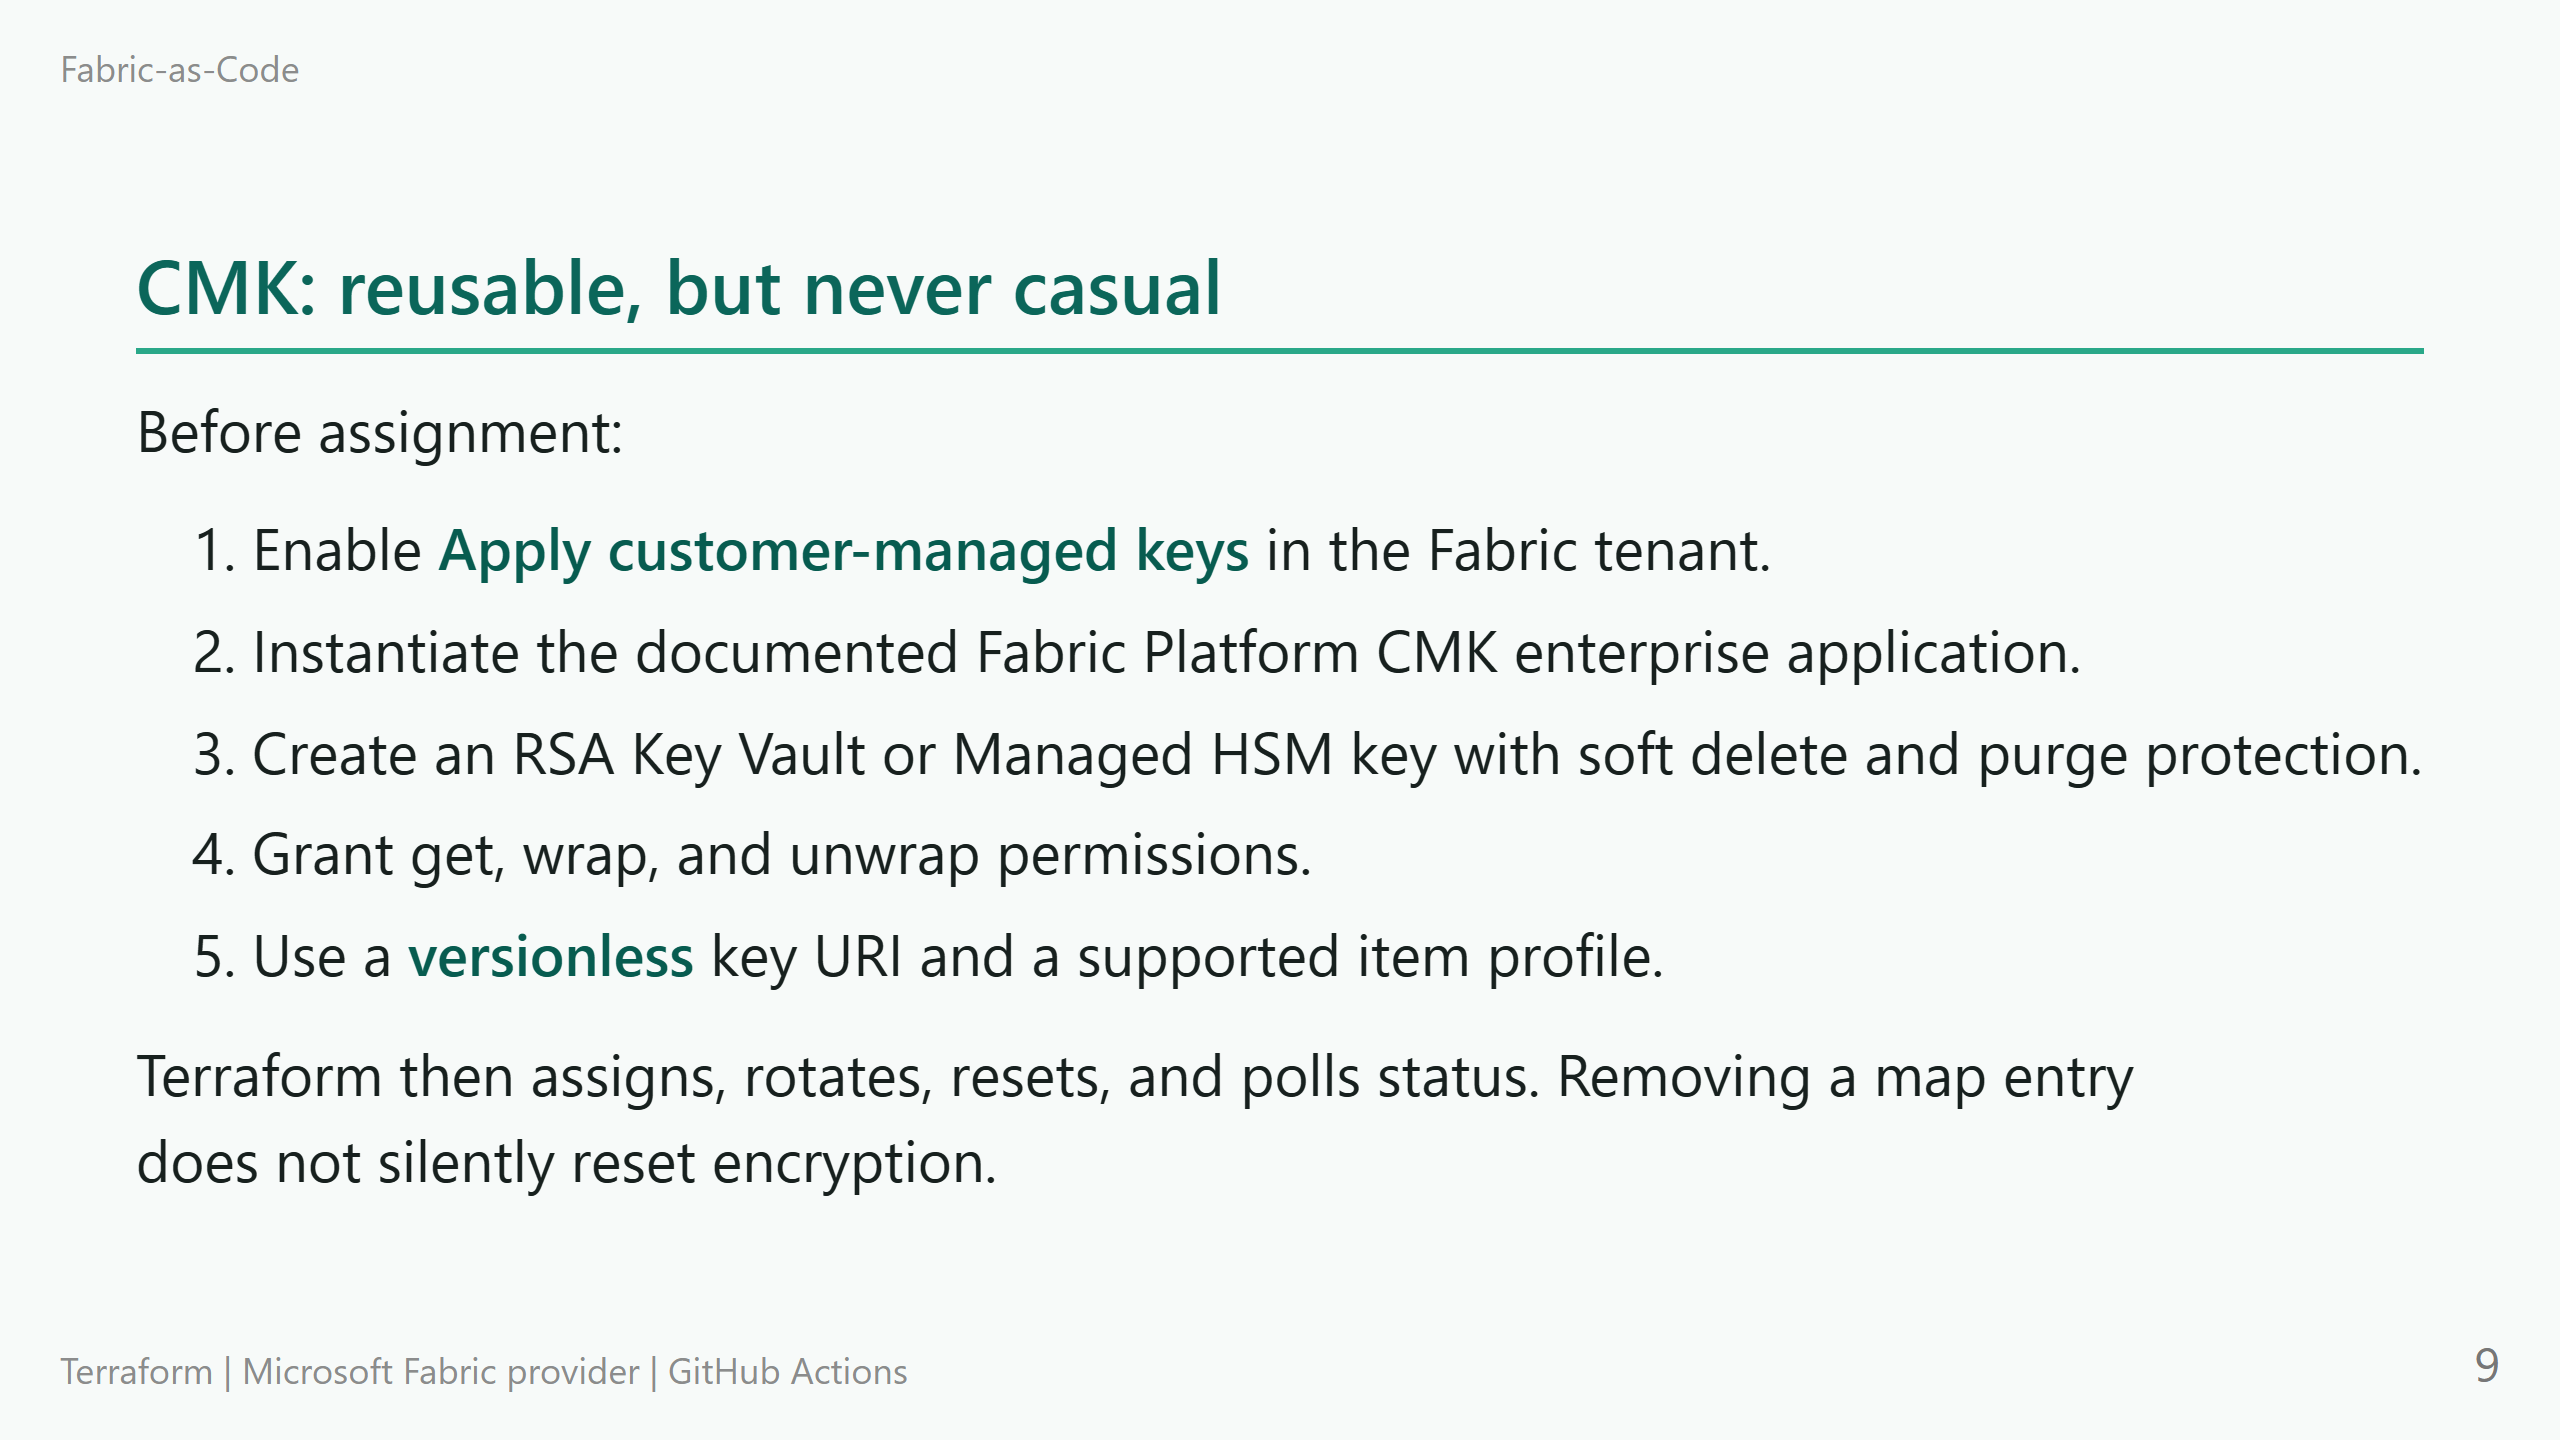 Fabric-as-Code
CMK: reusable, but never casual
Before assignment:
1. Enable Apply customer-managed keys in the Fabric tenant.
2. Instantiate the documented Fabric Platform CMK enterprise application.
3. Create an RSA Key Vault or Managed HSM key with soft delete and purge protection.
4. Grant get, wrap, and unwrap permissions.
5. Use a versionless key URI and a supported item profile.
Terraform then assigns, rotates, resets, and polls status. Removing a map entry
does not silently reset encryption.
Terraform | Microsoft Fabric provider | GitHub Actions
9